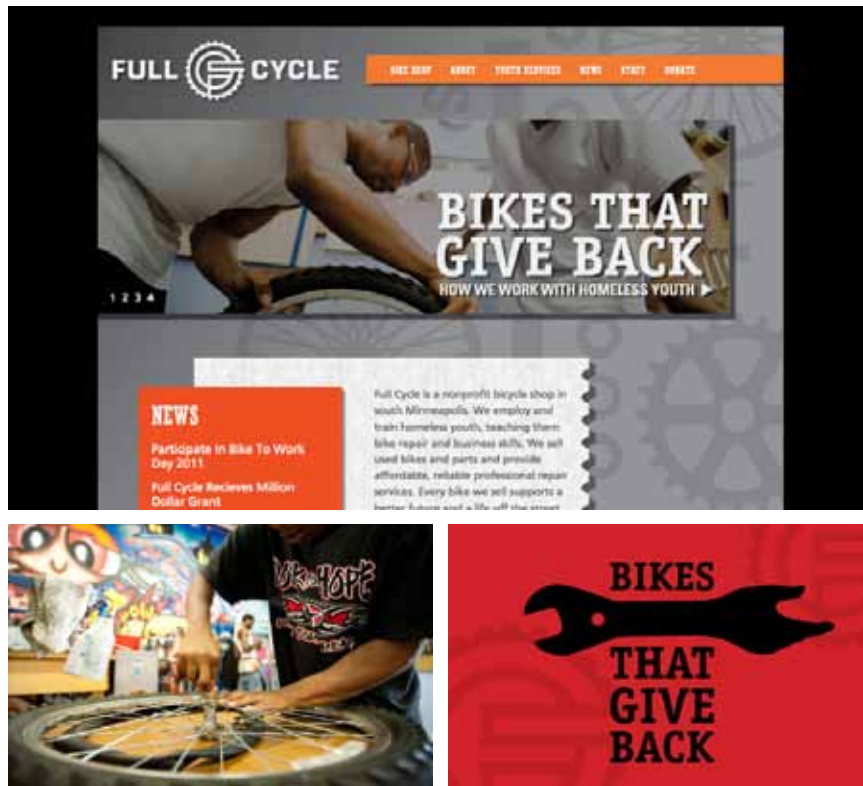 FULL CYCLE
BIKE SHOP ABOUT YOUTH SERVICES NEWS STAFF DONATE
BIKES THAT
GIVE BACK
HOW WE WORK WITH HOMELESS YOUTH
1 2 3 4
NEWS
Participate In Bike To Work
Day 2011
Full Cycle Recieves Million
Dollar Grant
Full Cycle is a nonprofit bicycle shop in
south Minneapolis. We employ and
train homeless youth, teaching them
bike repair and business skills. We sell
used bikes and parts and provide
affordable, reliable professional repair
services. Every bike we sell supports a
better future and a life off the street.
HOPE
BIKES
THAT
GIVE
BACK